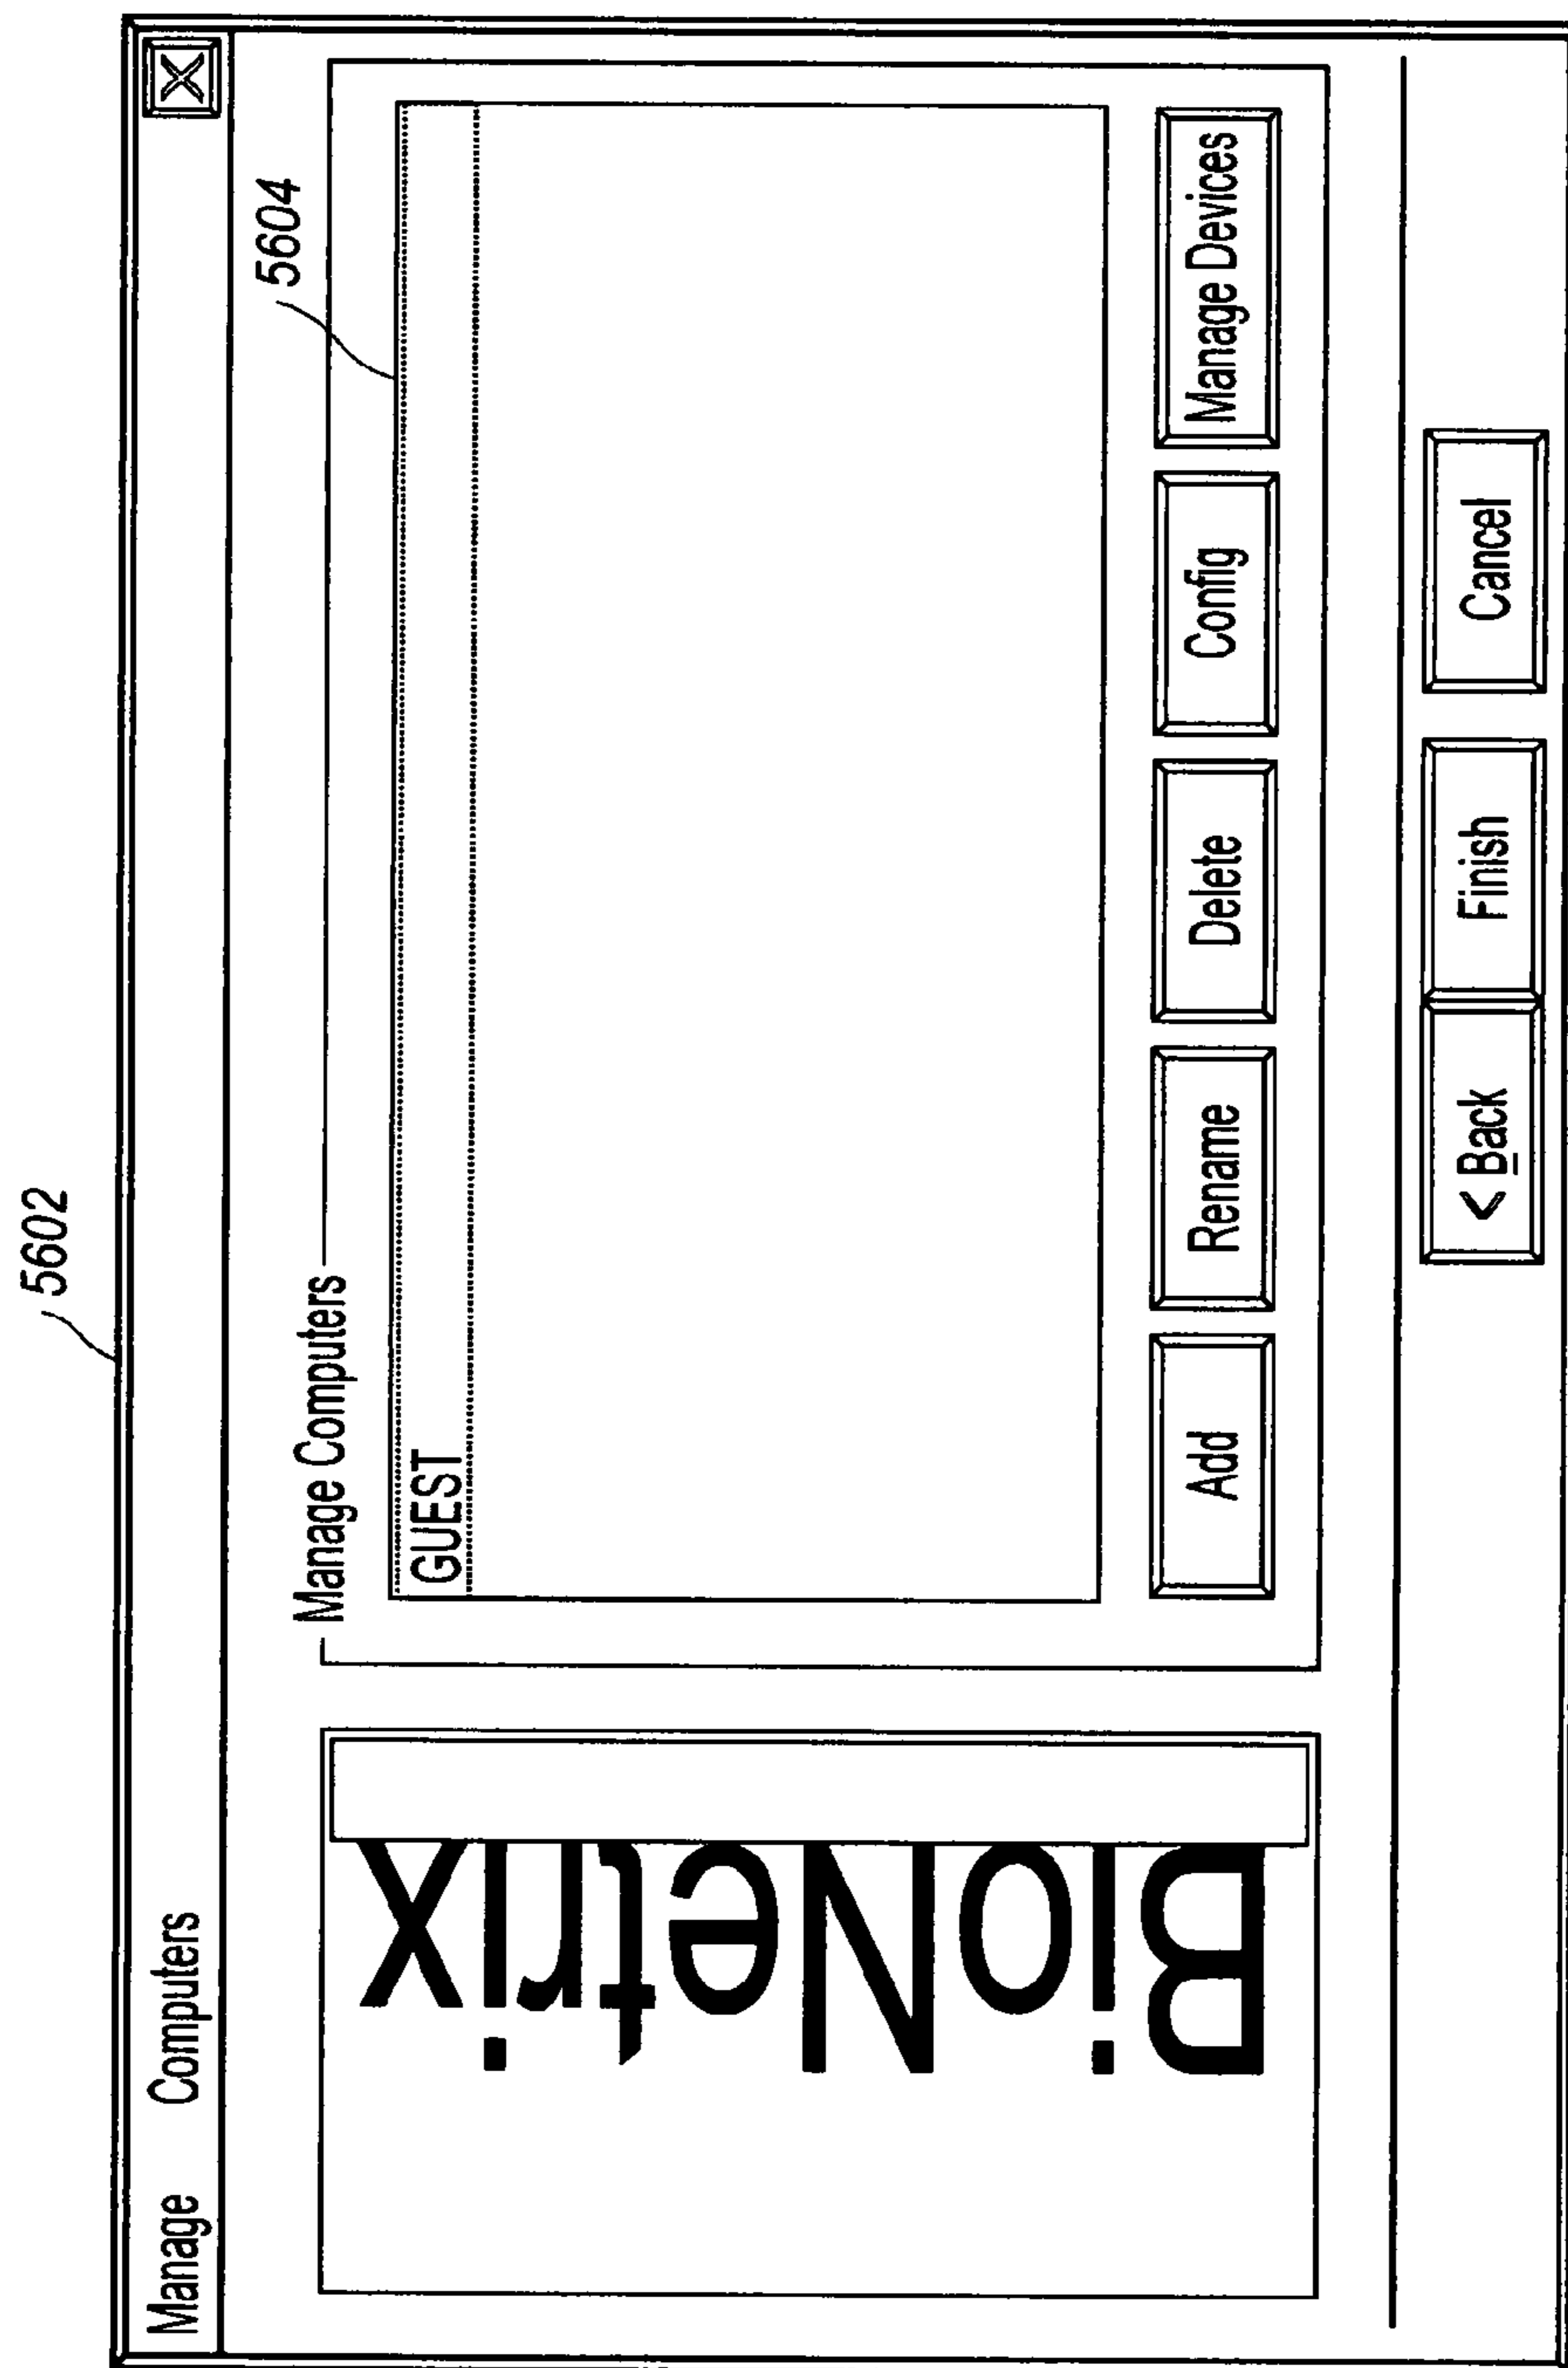 5602
Manage Computers
5604
Manage Computers
GUEST
BioNetrix
Add Rename Delete Config Manage Devices
< Back Finish Cancel